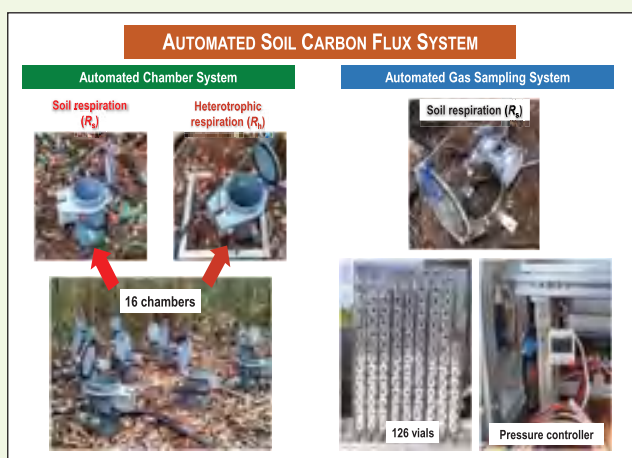 AUTOMATED SOIL CARBON FLUX SYSTEM
Automated Chamber System
Soil respiration
(Rs)
Heterotrophic
respiration (Rh)
16 chambers
Automated Gas Sampling System
Soil respiration (Rs)
126 vials
Pressure controller